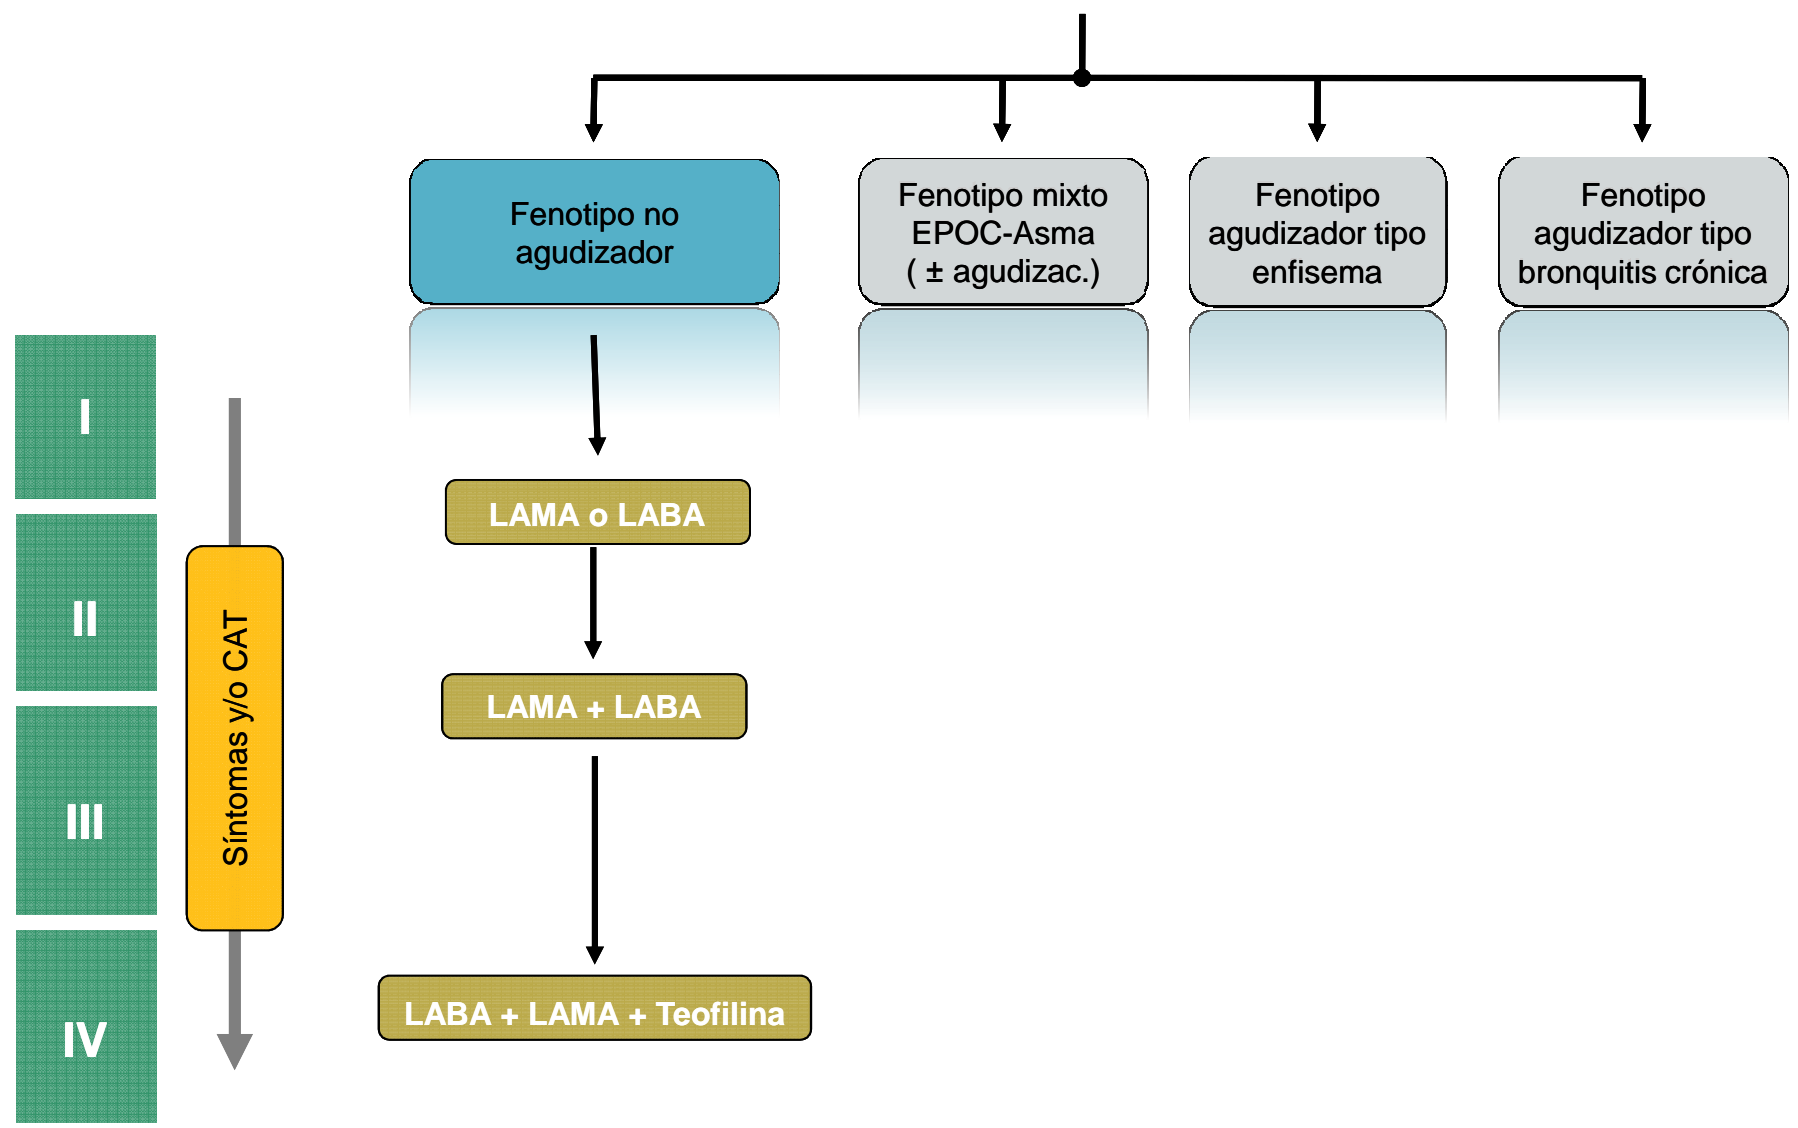 Fenotipo no
agudizador
Fenotipo mixto
EPOC-Asma
( ± agudizac.)
Fenotipo
agudizador tipo
enfisema
Fenotipo
agudizador tipo
bronquitis crónica
I
II
III
IV
Síntomas y/o CAT
LAMA o LABA
LAMA + LABA
LABA + LAMA + Teofilina